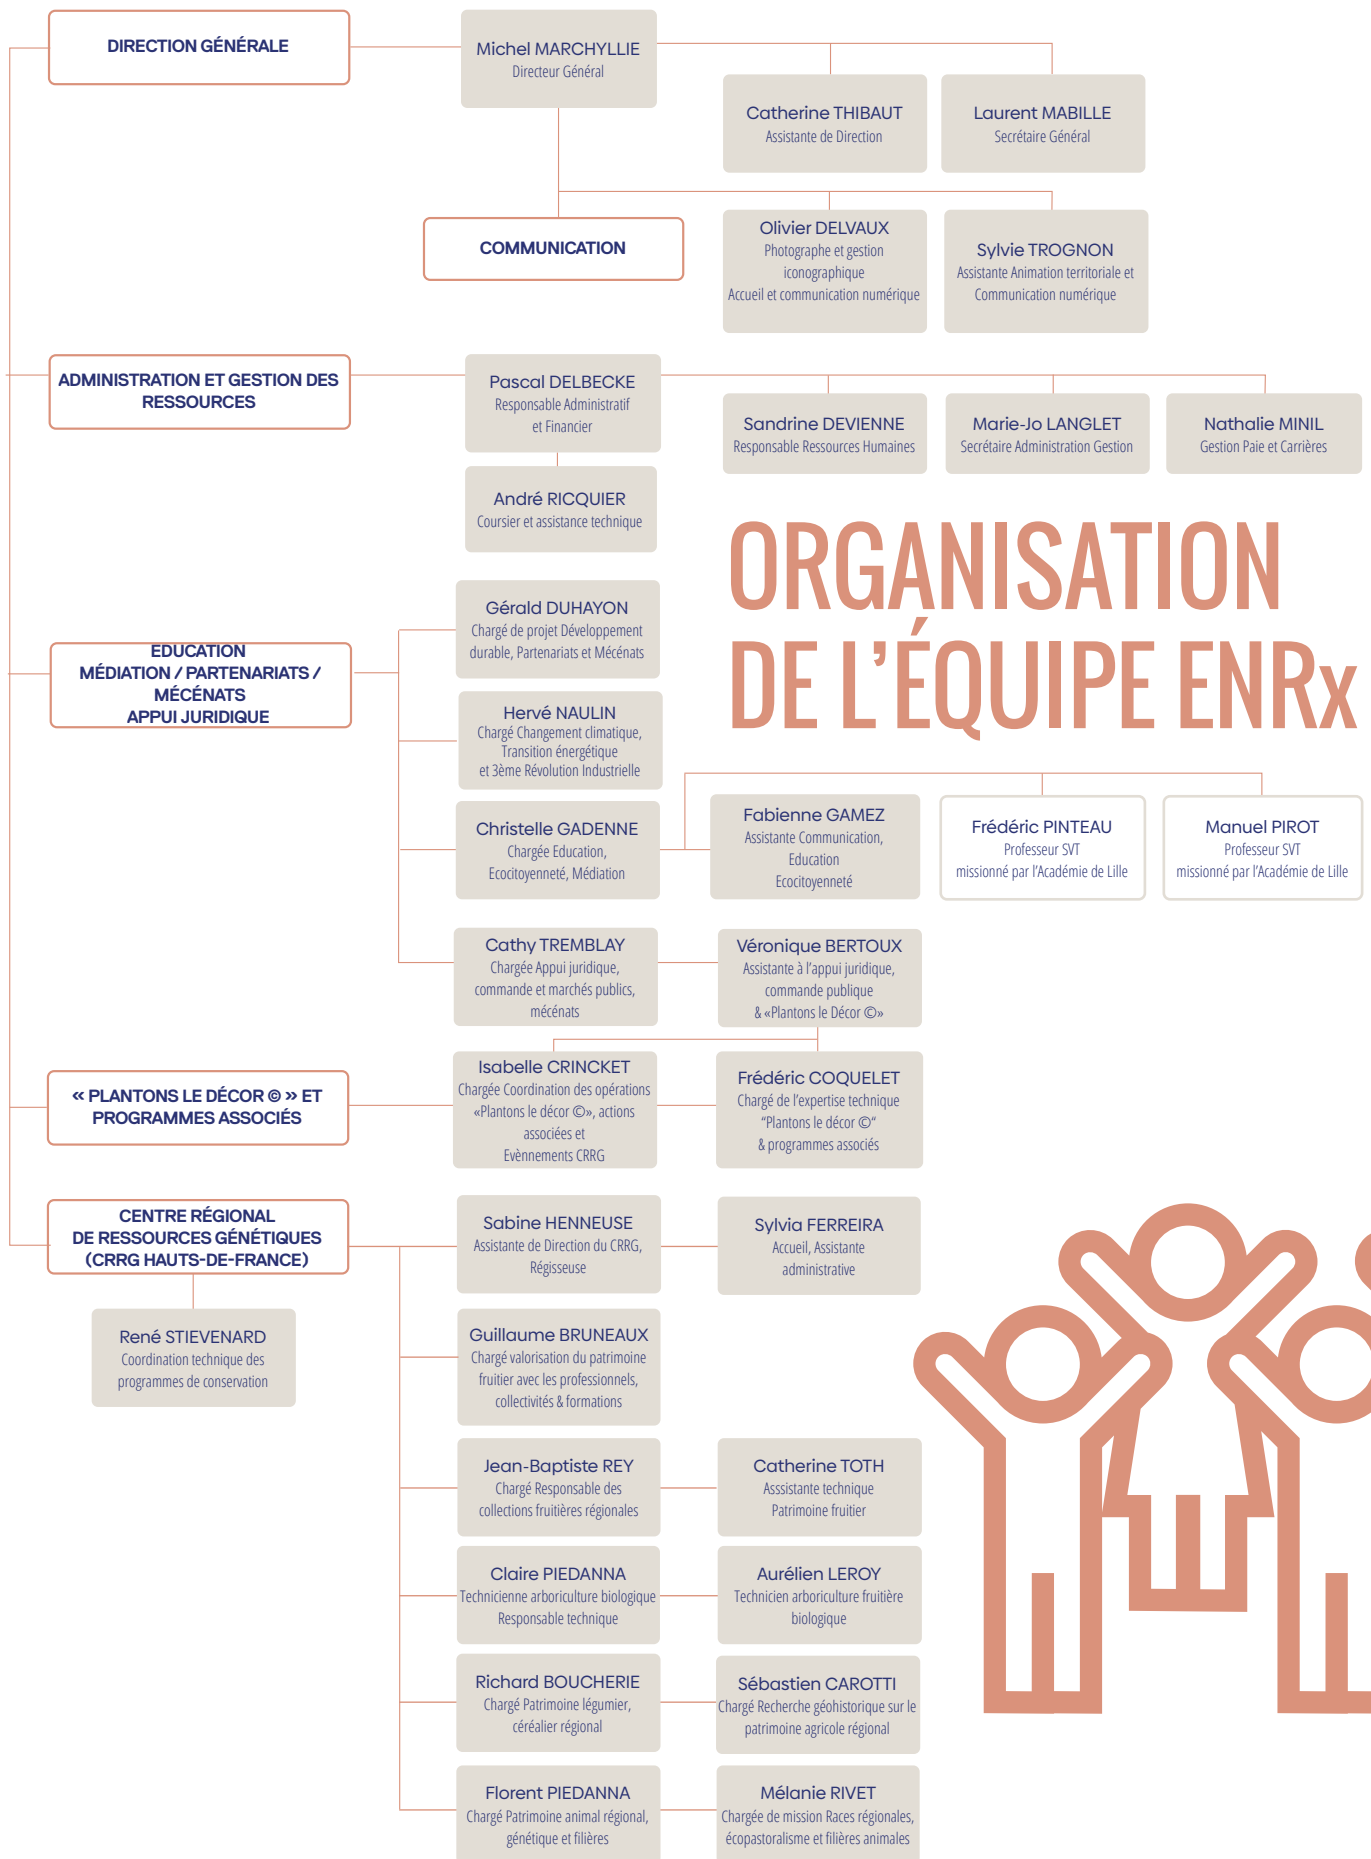 DIRECTION GÉNÉRALE
Michel MARCHYLLIE
Directeur Général
Catherine THIBAUT
Assistante de Direction
Laurent MABILLE
Secrétaire Général
COMMUNICATION
Olivier DELVAUX
Photographe et gestion
iconographique
Accueil et communication numérique
Sylvie TROGNON
Assistante Animation territoriale et
Communication numérique
ADMINISTRATION ET GESTION DES
RESSOURCES
Pascal DELBECKE
Responsable Administratif
et Financier
Sandrine DEVIENNE
Responsable Ressources Humaines
Marie-Jo LANGLET
Secrétaire Administration Gestion
Nathalie MINIL
Gestion Paie et Carrières
André RICQUIER
Coursier et assistance technique
ORGANISATION
DE L’ÉQUIPE ENRx
EDUCATION
MÉDIATION / PARTENARIATS /
MÉCÉNATS
APPUI JURIDIQUE
Gérald DUHAYON
Chargé de projet Développement
durable, Partenariats et Mécénats
Hervé NAULIN
Chargé Changement climatique,
Transition énergétique
et 3ème Révolution Industrielle
Christelle GADENNE
Chargée Education,
Ecocitoyenneté, Médiation
Fabienne GAMEZ
Assistante Communication,
Education
Ecocitoyenneté
Frédéric PINTEAU
Professeur SVT
missionné par l’Académie de Lille
Manuel PIROT
Professeur SVT
missionné par l’Académie de Lille
Cathy TREMBLAY
Chargée Appui juridique,
commande et marchés publics,
mécénats
Véronique BERTOUX
Assistante à l’appui juridique,
commande publique
& «Plantons le Décor ©»
« PLANTONS LE DÉCOR © » ET
PROGRAMMES ASSOCIÉS
Isabelle CRINCKET
Chargée Coordination des opérations
«Plantons le décor ©», actions
associées et
Evènnements CRRG
Frédéric COQUELET
Chargé de l’expertise technique
“Plantons le décor ©“
& programmes associés
CENTRE RÉGIONAL
DE RESSOURCES GÉNÉTIQUES
(CRRG HAUTS-DE-FRANCE)
René STIEVENARD
Coordination technique des
programmes de conservation
Sabine HENNEUSE
Assistante de Direction du CRRG,
Régisseuse
Sylvia FERREIRA
Accueil, Assistante
administrative
Guillaume BRUNEAUX
Chargé valorisation du patrimoine
fruitier avec les professionnels,
collectivités & formations
Jean-Baptiste REY
Chargé Responsable des
collections fruitières régionales
Catherine TOTH
Asssistante technique
Patrimoine fruitier
Claire PIEDANNA
Technicienne arboriculture biologique
Responsable technique
Aurélien LEROY
Technicien arboriculture fruitière
biologique
Richard BOUCHERIE
Chargé Patrimoine légumier,
céréalier régional
Sébastien CAROTTI
Chargé Recherche géohistorique sur le
patrimoine agricole régional
Florent PIEDANNA
Chargé Patrimoine animal régional,
génétique et filières
Mélanie RIVET
Chargée de mission Races régionales,
écopastoralisme et filières animales